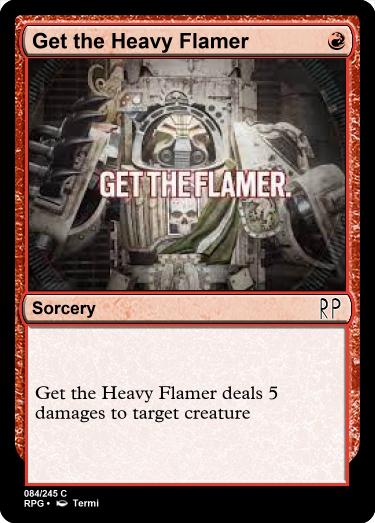 Get the Heavy Flamer
GET THE FLAMER.
Sorcery
RP
Get the Heavy Flamer deals 5
damages to target creature
084/245 C
RPG • Termi